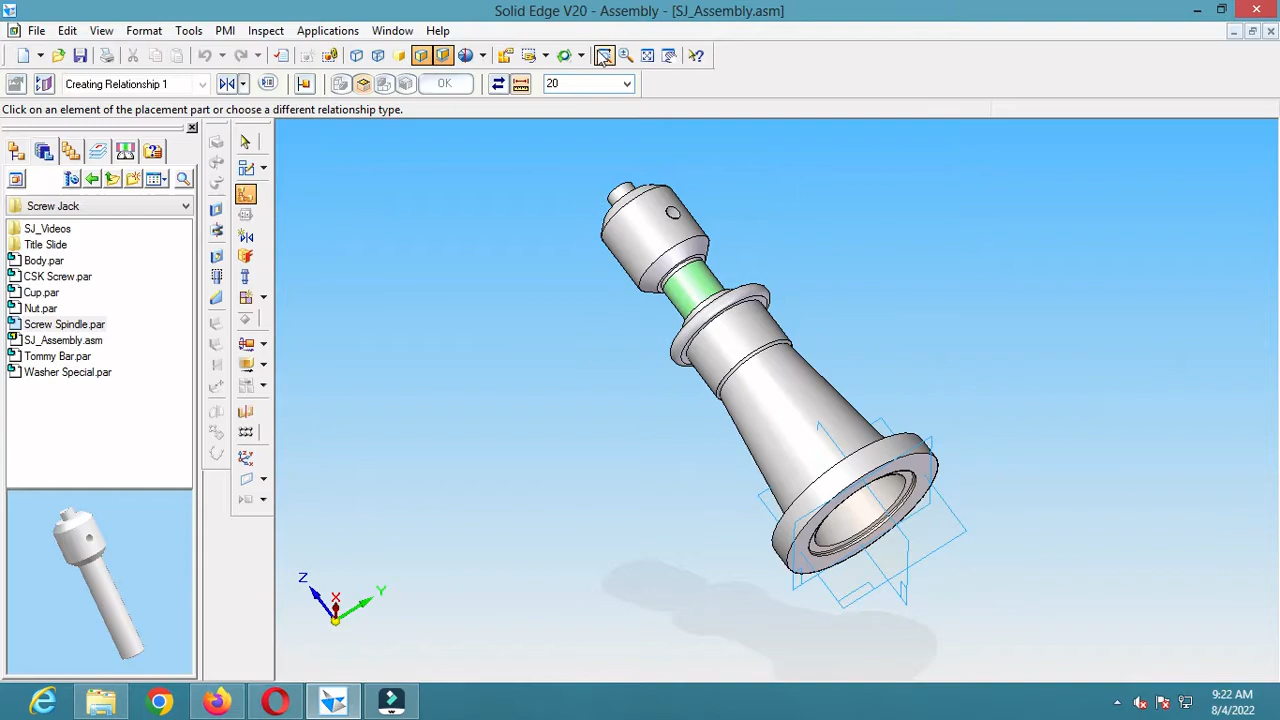 Solid Edge V20 - Assembly - [SJ_Assembly.asm]
File Edit View Format Tools PMI Inspect Applications Window Help
Creating Relationship 1
OK
20
Click on an element of the placement part or choose a different relationship type.
Screw Jack
SJ_Videos
Title Slide
Body.par
CSK Screw.par
Cup.par
Nut.par
Screw Spindle.par
SJ_Assembly.asm
Tommy Bar.par
Washer Special.par
Z
X
Y
9:22 AM
8/4/2022